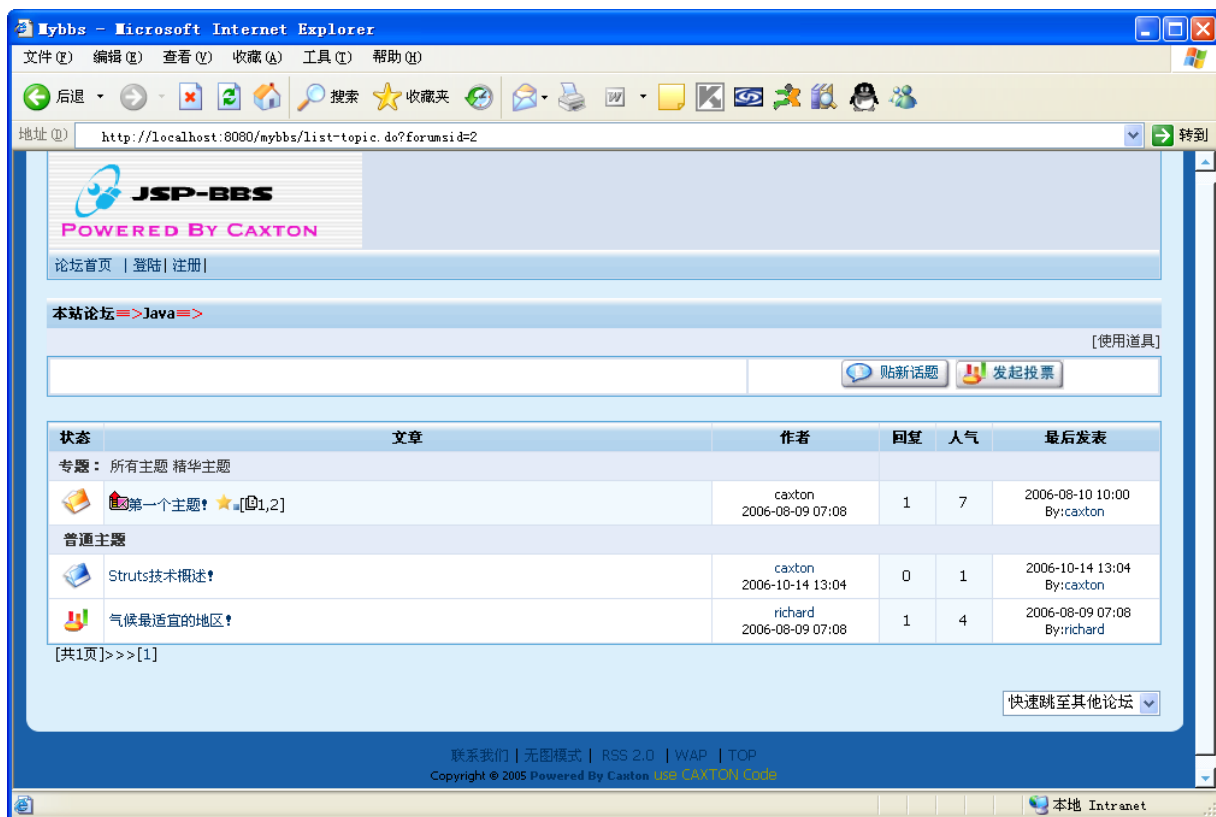 Mybbs - Microsoft Internet Explorer
文件(F) 编辑(E) 查看(V) 收藏(A) 工具(T) 帮助(H)
后退 搜索 收藏夹
地址(D) http://localhost:8080/mybbs/list-topic.do?forumsid=2 转到
JSP-BBS
POWERED BY CAXTON
论坛首页 | 登陆| 注册|
本站论坛=>Java=>
[使用道具]
贴新话题 发起投票
状态 文章 作者 回复 人气 最后发表
专题: 所有主题 精华主题
第一个主题! [1,2] caxton 1 7 2006-08-10 10:00
2006-08-09 07:08 By:caxton
普通主题
Struts技术概述! caxton 0 1 2006-10-14 13:04
2006-10-14 13:04 By:caxton
气候最适宜的地区! richard 1 4 2006-08-09 07:08
2006-08-09 07:08 By:richard
[共1页]>>>[1]
快速跳至其他论坛
联系我们 | 无图模式 | RSS 2.0 | WAP | TOP
Copyright © 2005 Powered By Caxton use CAXTON Code
本地 Intranet